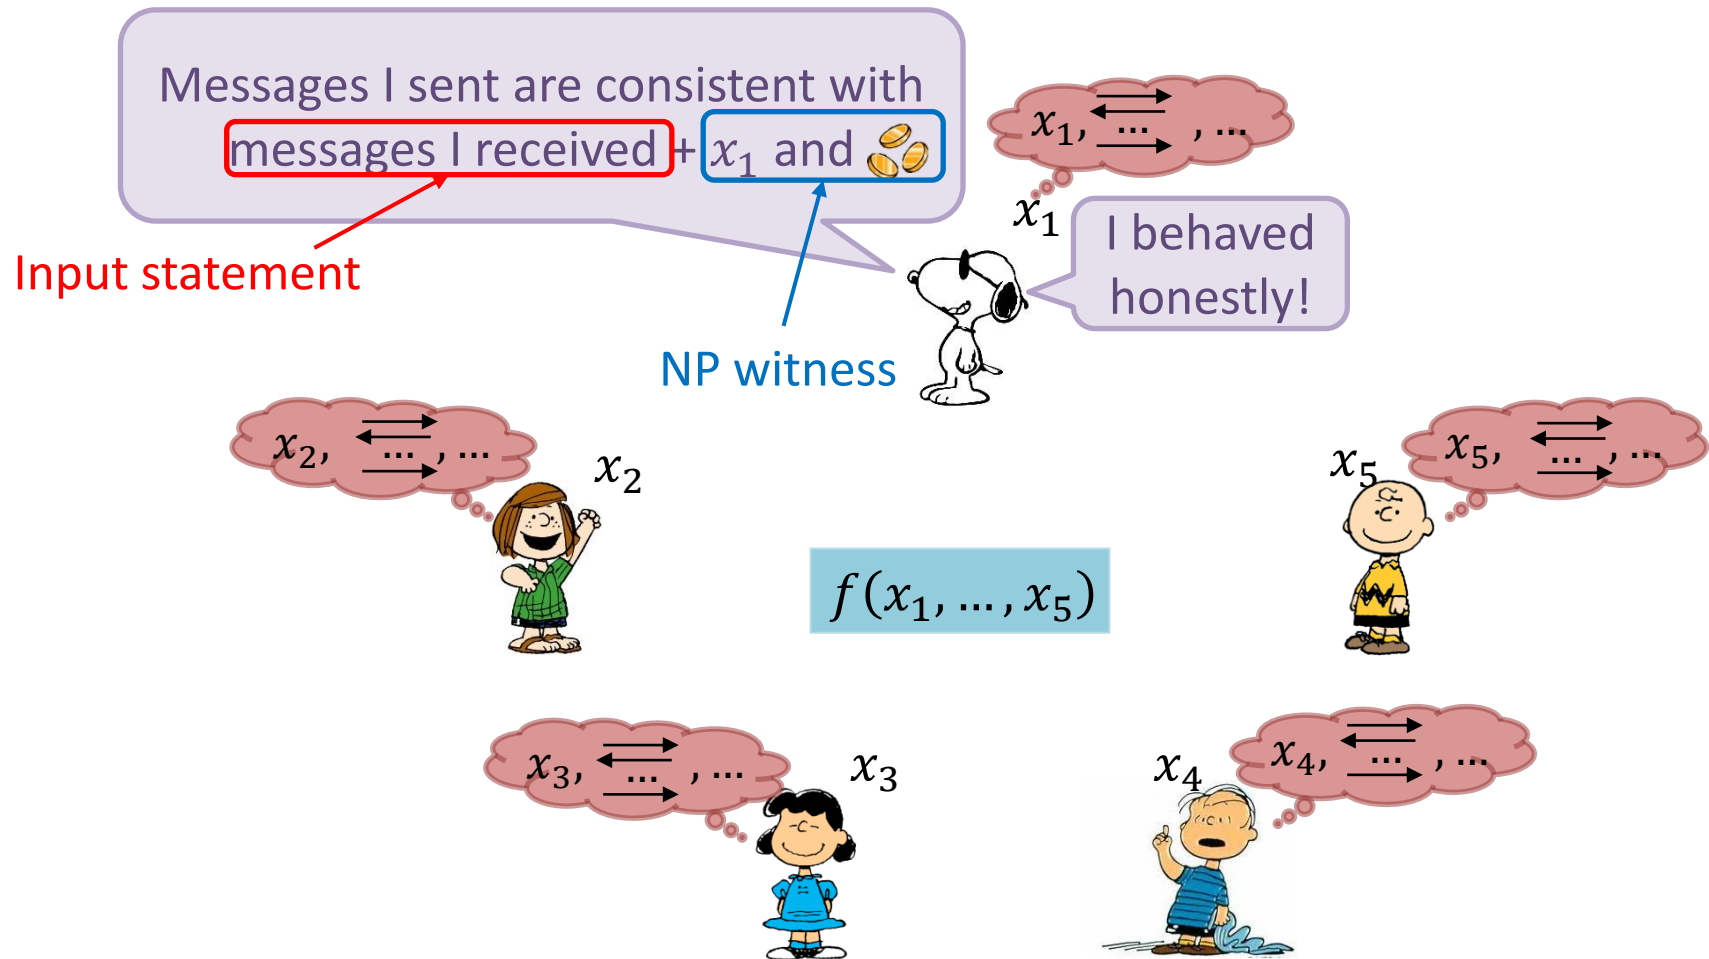 Messages I sent are consistent with
messages I received + x₁ and
x₁, ... , ...
x₁
I behaved
honestly!
Input statement
NP witness
x₂, ... , ...
x₂
x₅, ... , ...
x₅
f(x₁, ... , x₅)
x₃, ... , ...
x₃
x₄, ... , ...
x₄